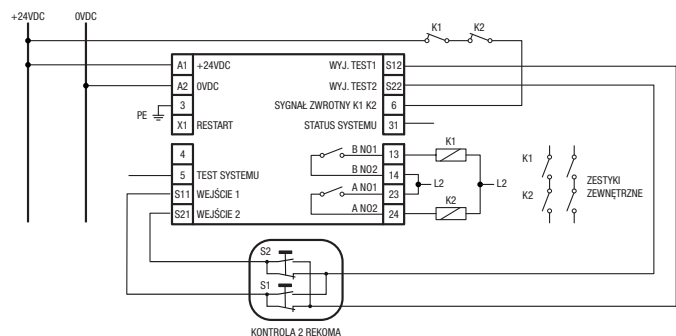 +24VDC 0VDC
K1 K2
A1 +24VDC WYJ. TEST1 S12
A2 0VDC WYJ. TEST2 S22
3 SYGNAŁ ZWROTNY K1 K2 6
PE
X1 RESTART STATUS SYSTEMU 31
4 B NO1 13 K1
5 TEST SYSTEMU B NO2 14
L2 L2
S11 WEJŚCIE 1 A NO1 23
S21 WEJŚCIE 2 A NO2 24 K2
K1
K2
ZESTYKI
ZEWNĘTRZNE
S2
S1
KONTROLA 2 REKOMA